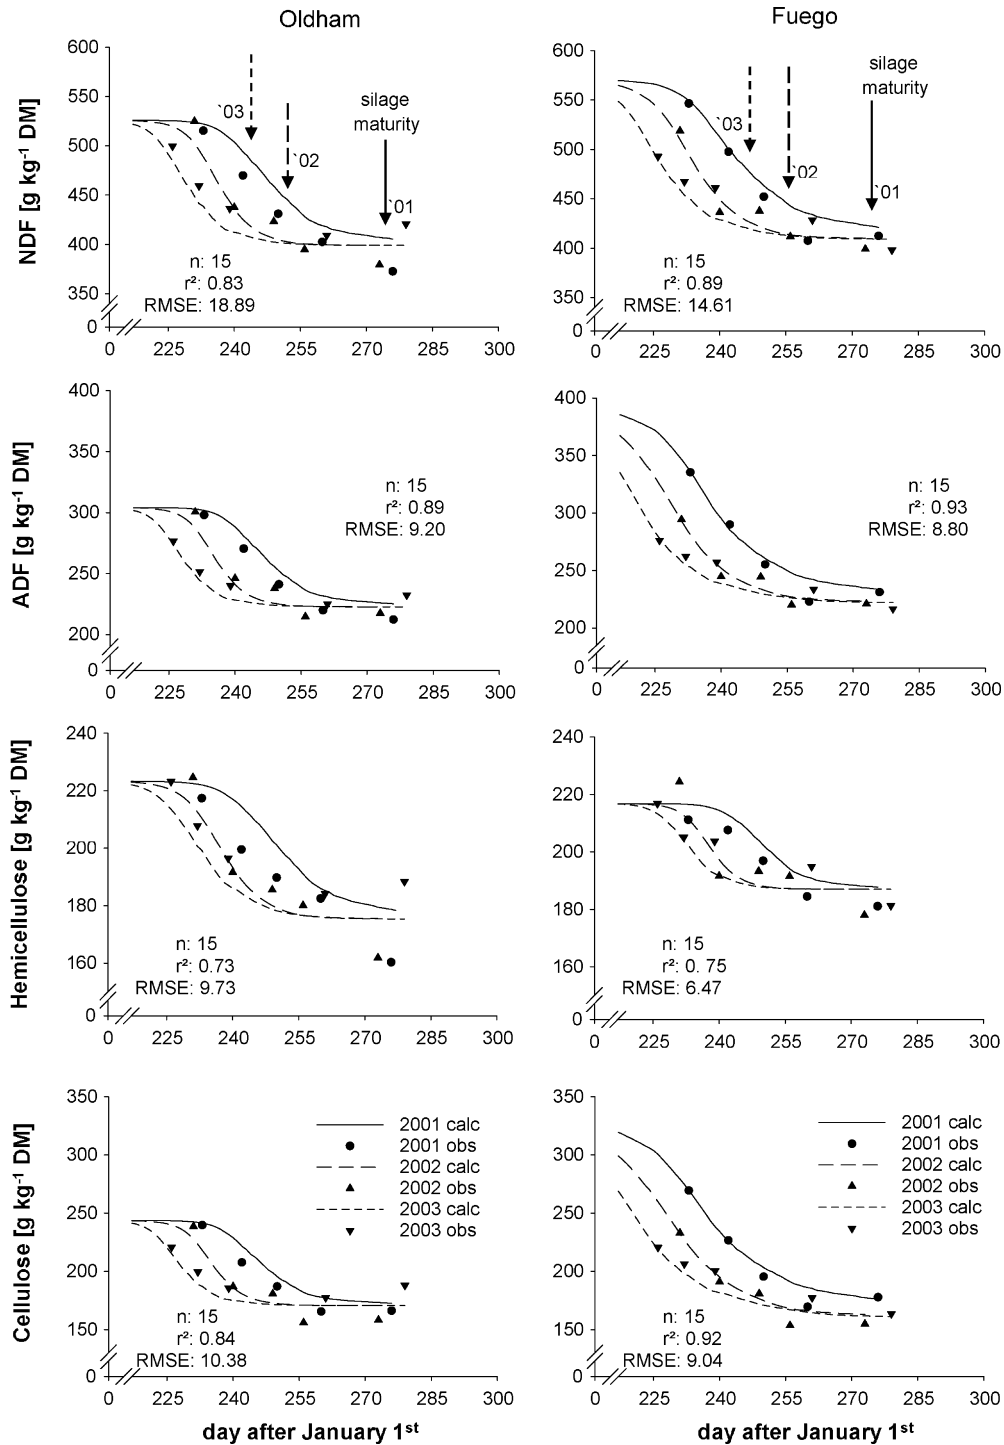 Oldham
Fuego
NDF [g kg⁻¹ DM]
600
550
500
450
400
350
0
`03
`02
silage
maturity
`01
n: 15
r²: 0.83
RMSE: 18.89
0 225 240 255 270 285 300
600
550
500
450
400
350
0
`03
`02
silage
maturity
`01
n: 15
r²: 0.89
RMSE: 14.61
0 225 240 255 270 285 300
ADF [g kg⁻¹ DM]
400
350
300
250
200
0
n: 15
r²: 0.89
RMSE: 9.20
0 225 240 255 270 285 300
400
350
300
250
200
0
n: 15
r²: 0.93
RMSE: 8.80
0 225 240 255 270 285 300
Hemicellulose [g kg⁻¹ DM]
240
220
200
180
160
0
n: 15
r²: 0.73
RMSE: 9.73
0 225 240 255 270 285 300
240
220
200
180
160
0
n: 15
r²: 0. 75
RMSE: 6.47
0 225 240 255 270 285 300
Cellulose [g kg⁻¹ DM]
350
300
250
200
150
0
2001 calc
2001 obs
2002 calc
2002 obs
2003 calc
2003 obs
n: 15
r²: 0.84
RMSE: 10.38
0 225 240 255 270 285 300
day after January 1st
350
300
250
200
150
0
2001 calc
2001 obs
2002 calc
2002 obs
2003 calc
2003 obs
n: 15
r²: 0.92
RMSE: 9.04
0 225 240 255 270 285 300
day after January 1st